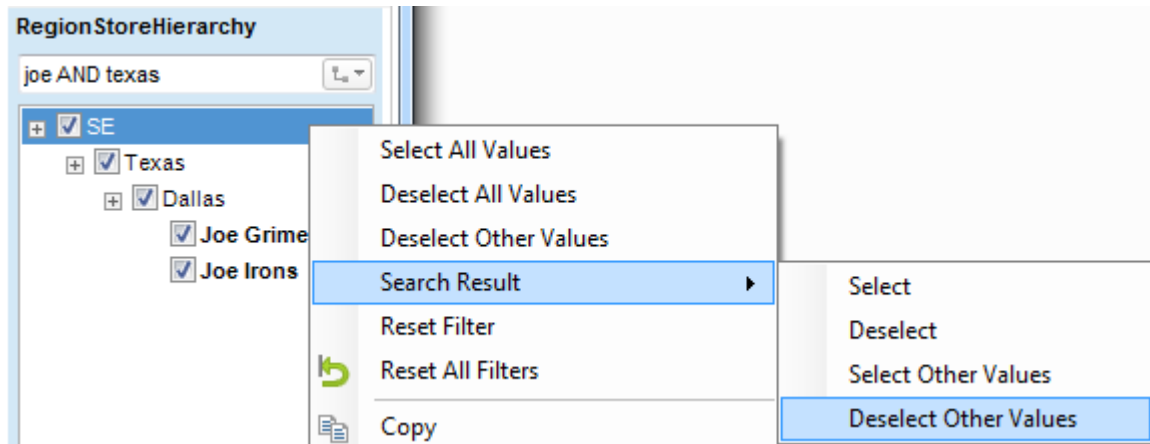 RegionStoreHierarchy
joe AND texas
SE
Texas
Dallas
Joe Grime
Joe Irons
Select All Values
Deselect All Values
Deselect Other Values
Search Result
Reset Filter
Reset All Filters
Copy
Select
Deselect
Select Other Values
Deselect Other Values